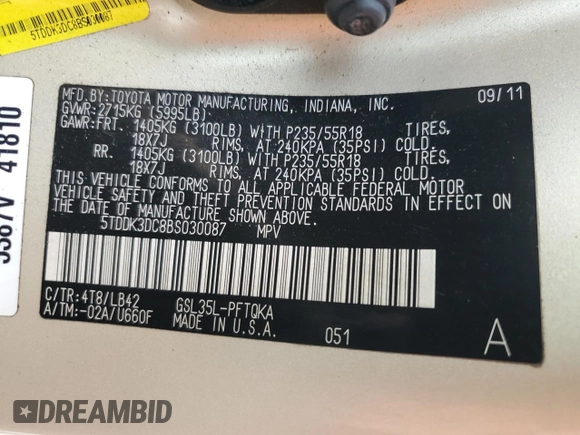 5TDDK3DC8BS030087
5387V 41810
MFD.BY:TOYOTA MOTOR MANUFACTURING, INDIANA, INC. 09/11
GVWR: 2715KG (5995LB)
GAWR:FRT. 1405KG (3100LB) WITH P235/55R18 TIRES,
18X7J RIMS, AT 240KPA (35PSI) COLD.
RR. 1405KG (3100LB) WITH P235/55R18 TIRES,
18X7J RIMS, AT 240KPA (35PSI) COLD.
THIS VEHICLE CONFORMS TO ALL APPLICABLE FEDERAL MOTOR
VEHICLE SAFETY AND THEFT PREVENTION STANDARDS IN EFFECT ON
THE DATE OF MANUFACTURE SHOWN ABOVE.
5TDDK3DC8BS030087 MPV
C/TR:4T8/LB42 GSL35L-PFTQKA
A/TM:-02A/U660F MADE IN U.S.A. 051 A
DREAMBID